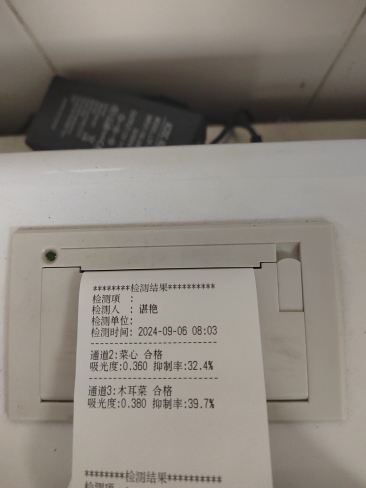 ********检测结果**********
检测项 :
检测人 : 谌艳
检测单位:
检测时间: 2024-09-06 08:03
--------------------------
通道2:菜心 合格
吸光度:0.360 抑制率:32.4%
--------------------------
通道3:木耳菜 合格
吸光度:0.380 抑制率:39.7%
********检测结果**********
检测项 :